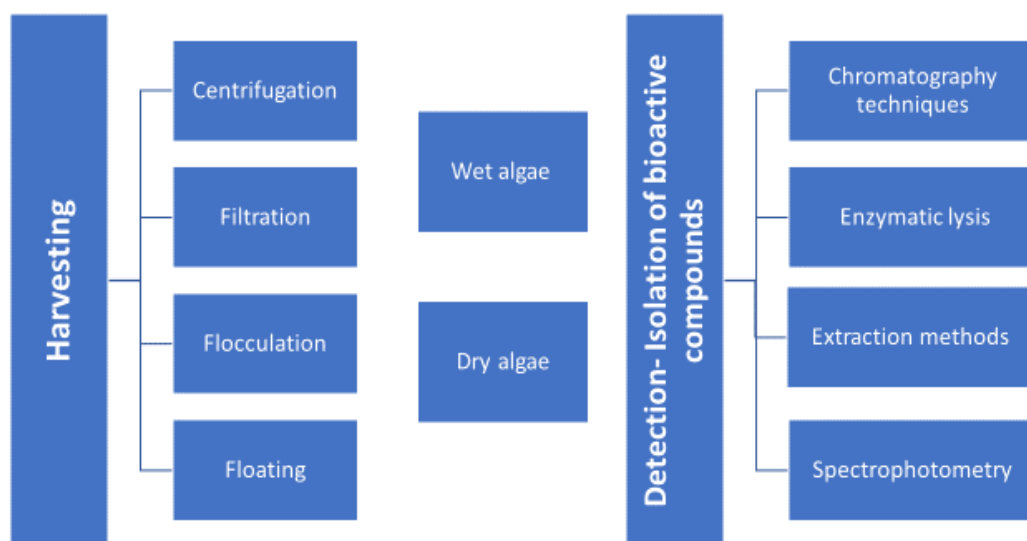 Harvesting
Centrifugation
Filtration
Flocculation
Floating
Wet algae
Dry algae
Detection- Isolation of bioactive
compounds
Chromatography
techniques
Enzymatic lysis
Extraction methods
Spectrophotometry